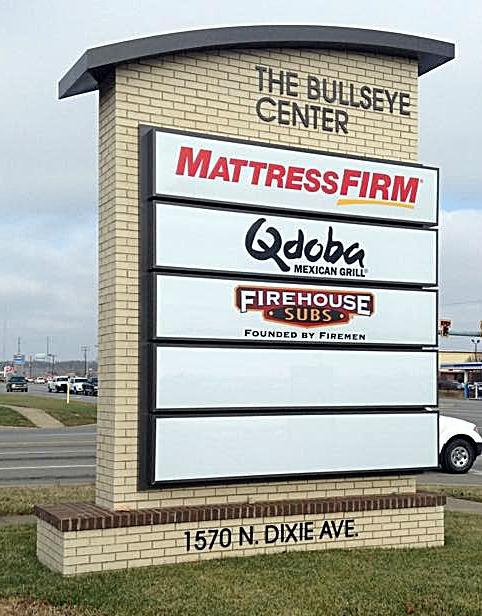 THE BULLSEYE
CENTER
MATTRESSFIRM
Qdoba
MEXICAN GRILL
FIREHOUSE
SUBS
FOUNDED BY FIREMEN
1570 N. DIXIE AVE.